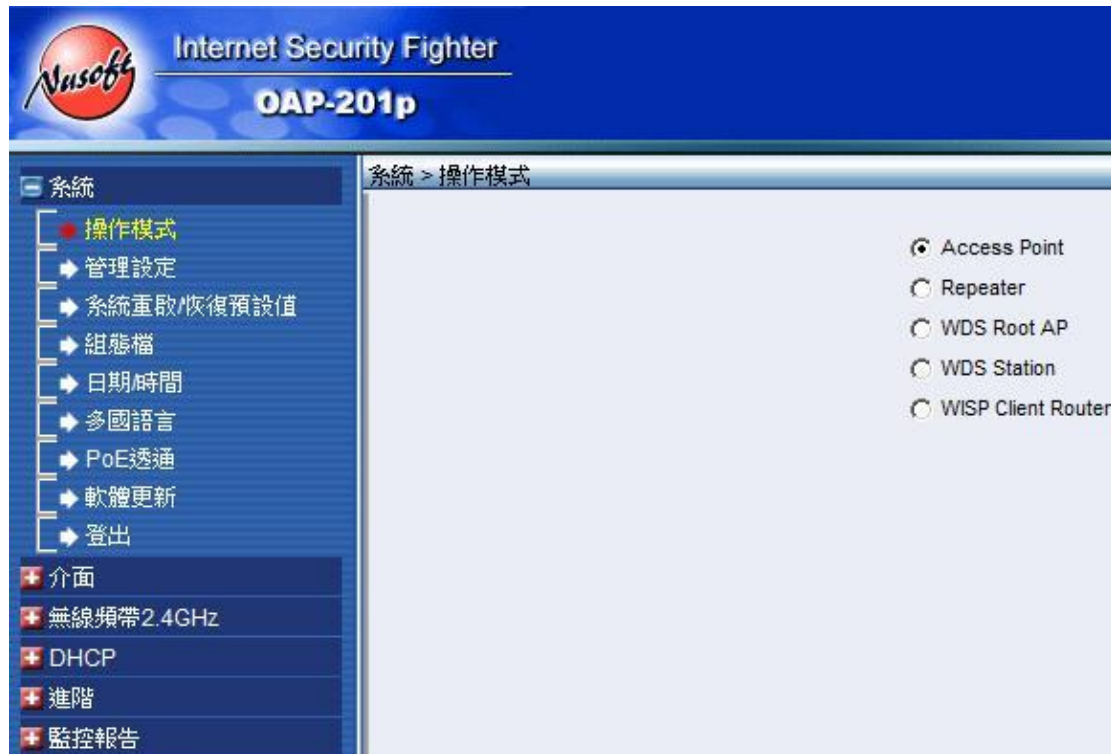 Nusoft
Internet Security Fighter
OAP-201p
系統
操作模式
管理設定
系統重啟/恢復預設值
組態檔
日期/時間
多國語言
PoE透通
軟體更新
登出
介面
無線頻帶2.4GHz
DHCP
進階
監控報告
系統 > 操作模式
Access Point
Repeater
WDS Root AP
WDS Station
WISP Client Router